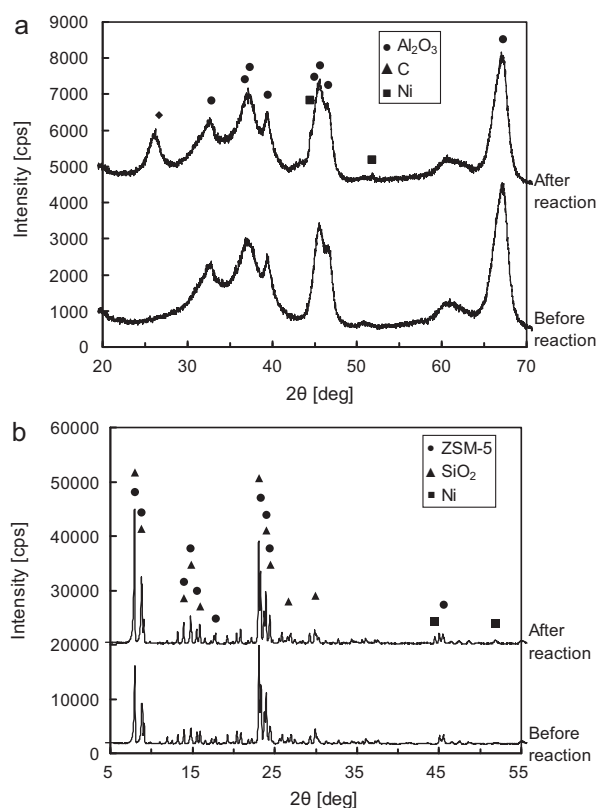 a
9000
8000
7000
6000
5000
4000
3000
2000
1000
0
Intensity [cps]
Al2O3
C
Ni
After
reaction
Before
reaction
20 30 40 50 60 70
2θ [deg]
b
60000
50000
40000
30000
20000
10000
0
Intensity [cps]
ZSM-5
SiO2
Ni
After
reaction
Before
reaction
5 15 25 35 45 55
2θ [deg]